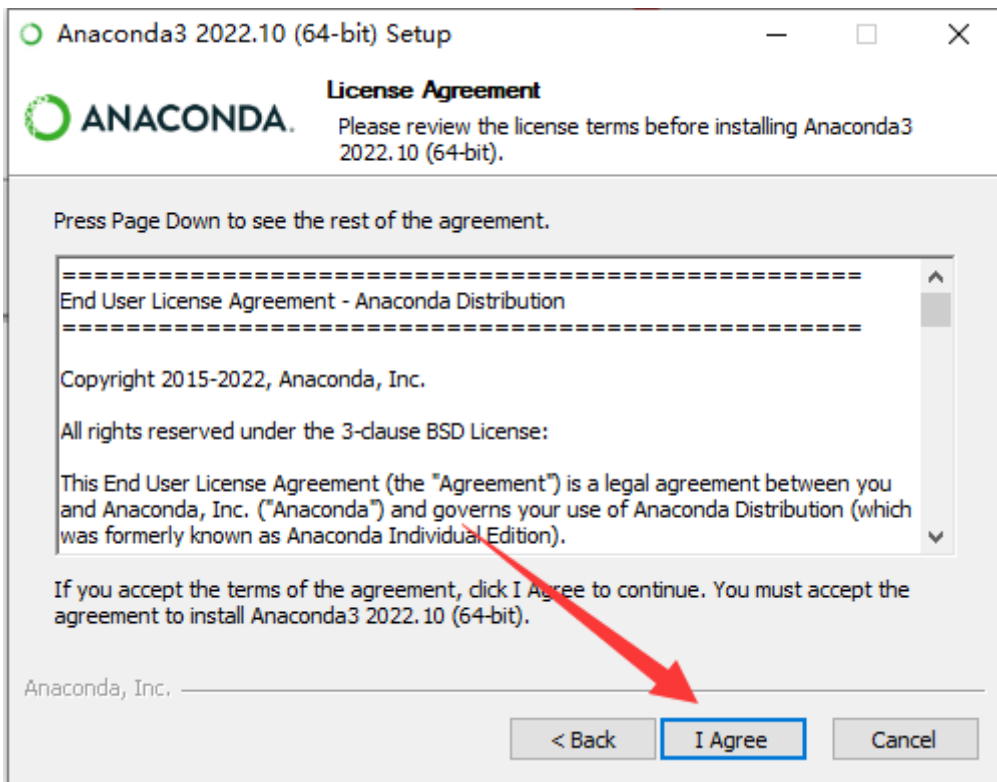 Anaconda3 2022.10 (64-bit) Setup
ANACONDA.
License Agreement
Please review the license terms before installing Anaconda3
2022.10 (64-bit).
Press Page Down to see the rest of the agreement.
==================================================
End User License Agreement - Anaconda Distribution
==================================================
Copyright 2015-2022, Anaconda, Inc.
All rights reserved under the 3-clause BSD License:
This End User License Agreement (the "Agreement") is a legal agreement between you
and Anaconda, Inc. ("Anaconda") and governs your use of Anaconda Distribution (which
was formerly known as Anaconda Individual Edition).
If you accept the terms of the agreement, click I Agree to continue. You must accept the
agreement to install Anaconda3 2022.10 (64-bit).
Anaconda, Inc.
< Back
I Agree
Cancel